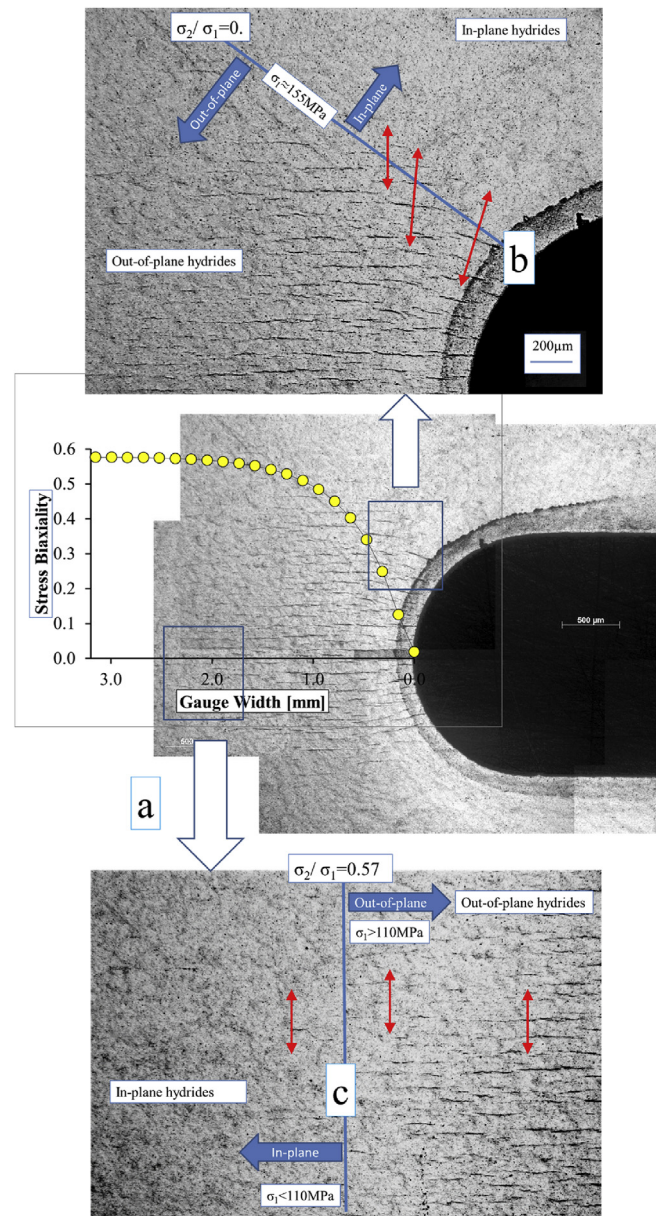 σ2/ σ1=0.
In-plane hydrides
Out-of-plane
σ1≈155MPa
In-plane
Out-of-plane hydrides
b
200μm
0.6
0.5
0.4
0.3
0.2
0.1
0.0
Stress Biaxiality
500 µm
3.0 2.0 1.0 0.0
Gauge Width [mm]
a
σ2/ σ1=0.57
Out-of-plane
Out-of-plane hydrides
σ1>110MPa
In-plane hydrides
c
In-plane
σ1<110MPa